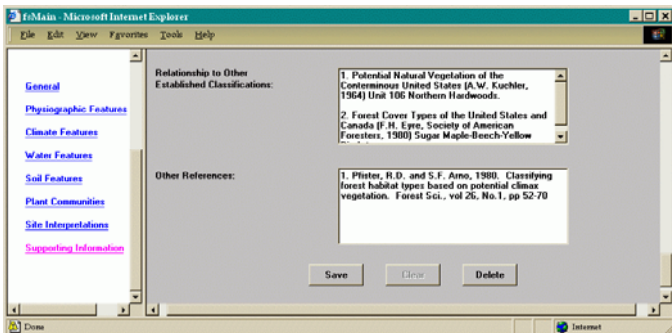 fsMain - Microsoft Internet Explorer
File Edit View Favorites Tools Help
General
Physiographic Features
Climate Features
Water Features
Soil Features
Plant Communities
Site Interpretations
Supporting Information
Relationship to Other
Established Classifications:
1. Potential Natural Vegetation of the
Conterminous United States (A.W. Kuchler,
1964) Unit 106 Northern Hardwoods.
2. Forest Cover Types of the United States and
Canada (F.H. Eyre, Society of American
Foresters, 1980) Sugar Maple-Beech-Yellow
Other References:
1. Pfister, R.D. and S.F. Arno, 1980. Classifying
forest habitat types based on potential climax
vegetation. Forest Sci., vol 26, No.1, pp 52-70
Save Clear Delete
Done Internet